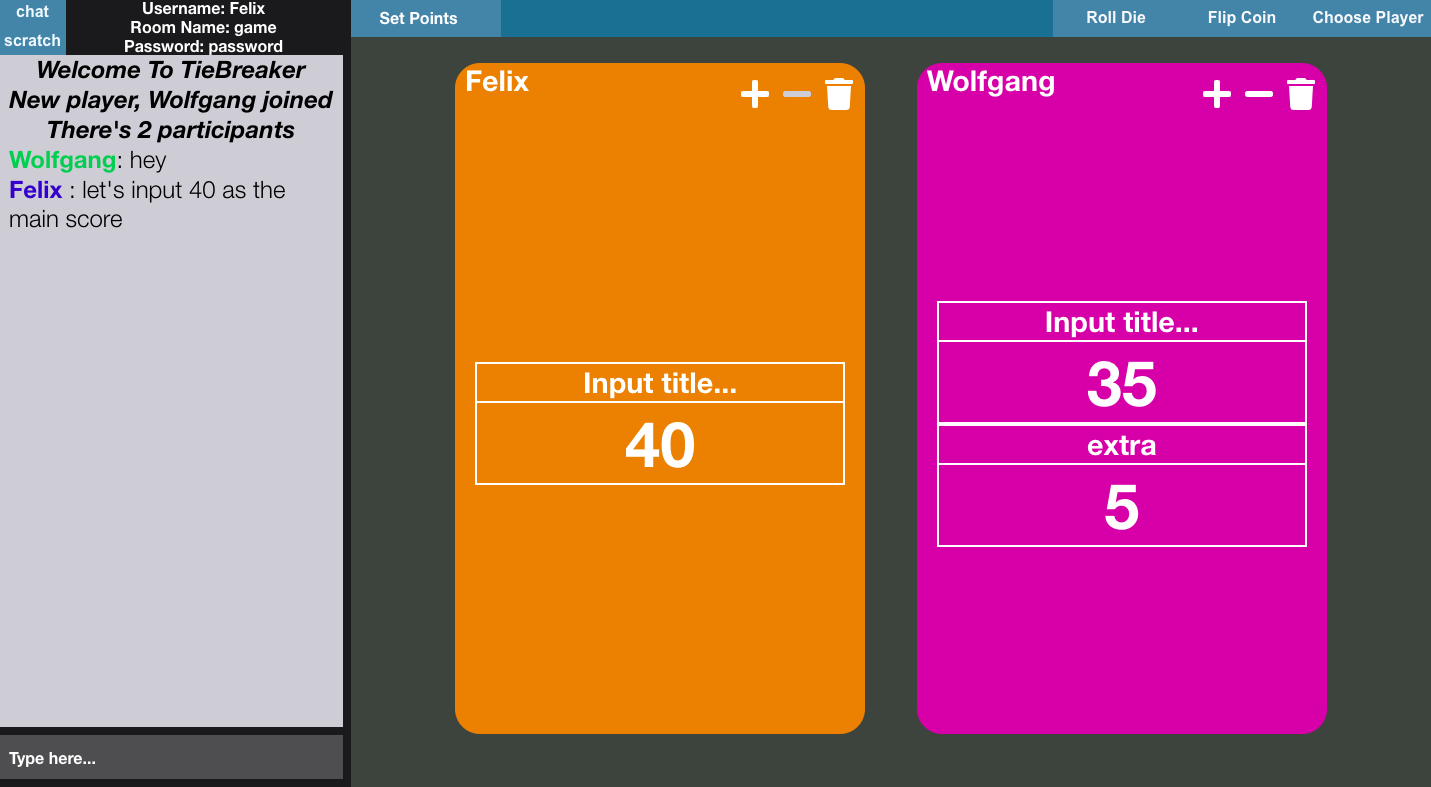 chat
scratch
Username: Felix
Room Name: game
Password: password
Set Points
Roll Die
Flip Coin
Choose Player
Welcome To TieBreaker
New player, Wolfgang joined
There's 2 participants
Wolfgang: hey
Felix : let's input 40 as the
main score
Type here...
Felix
Input title...
40
Wolfgang
Input title...
35
extra
5